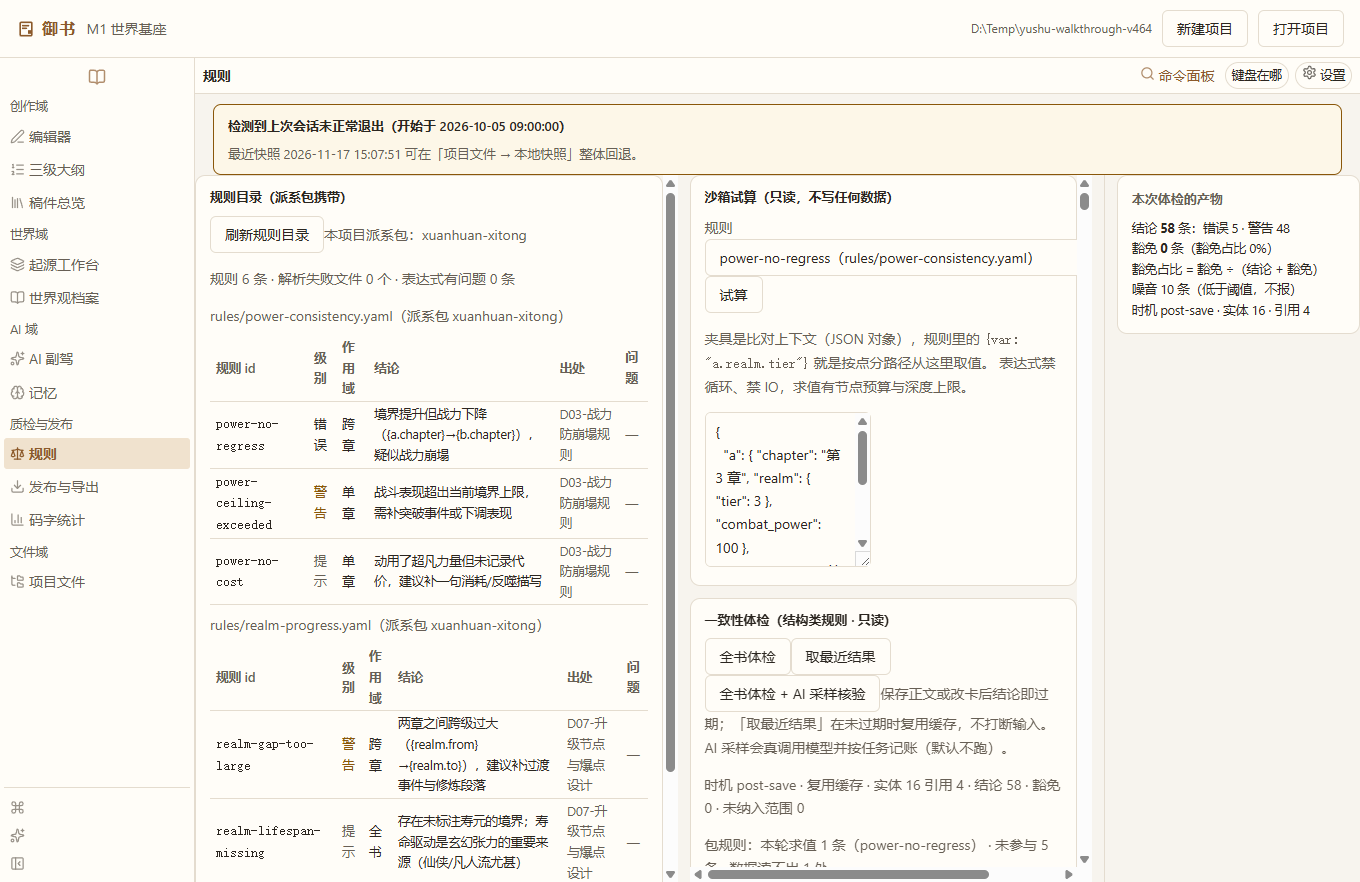 御书 M1 世界基座
D:\Temp\yushu-walkthrough-v464 新建项目 打开项目
创作域
编辑器
三级大纲
稿件总览
世界域
起源工作台
世界观档案
AI 域
AI 副驾
记忆
质检与发布
规则
发布与导出
码字统计
文件域
项目文件
规则
命令面板 键盘在哪 设置
检测到上次会话未正常退出（开始于 2026-10-05 09:00:00）
最近快照 2026-11-17 15:07:51 可在「项目文件 → 本地快照」整体回退。
规则目录（派系包携带）
刷新规则目录 本项目派系包：xuanhuan-xitong
规则 6 条 · 解析失败文件 0 个 · 表达式有问题 0 条
rules/power-consistency.yaml（派系包 xuanhuan-xitong）
规则 id 级别 作用域 结论 出处 问题
power-no-regress 错误 跨章 境界提升但战力下降（{a.chapter}→{b.chapter}），疑似战力崩塌 D03-战力防崩塌规则 —
power-ceiling-exceeded 警告 单章 战斗表现超出当前境界上限，需补突破事件或下调表现 D03-战力防崩塌规则 —
power-no-cost 提示 单章 动用了超凡力量但未记录代价，建议补一句消耗/反噬描写 D03-战力防崩塌规则 —
rules/realm-progress.yaml（派系包 xuanhuan-xitong）
规则 id 级别 作用域 结论 出处 问题
realm-gap-too-large 警告 跨章 两章之间跨级过大（{realm.from}→{realm.to}），建议补过渡事件与修炼段落 D07-升级节点与爆点设计 —
realm-lifespan-missing 提示 全书 存在未标注寿元的境界；寿命驱动是玄幻张力的重要来源（仙侠/凡人流尤甚） D07-升级节点与爆点设计 —
沙箱试算（只读，不写任何数据）
规则
power-no-regress（rules/power-consistency.yaml）
试算
夹具是比对上下文（JSON 对象），规则里的 {var:
"a.realm.tier"} 就是按点分路径从这里取值。 表达式禁
循环、禁 IO，求值有节点预算与深度上限。
{
"a": { "chapter": "第
3 章", "realm": {
"tier": 3 },
"combat_power":
100 },
一致性体检（结构类规则 · 只读）
全书体检 取最近结果
全书体检 + AI 采样核验 保存正文或改卡后结论即过
期；「取最近结果」在未过期时复用缓存，不打断输入。
AI 采样会真调用模型并按任务记账（默认不跑）。
时机 post-save · 复用缓存 · 实体 16 引用 4 · 结论 58 · 豁免
0 · 未纳入范围 0
包规则：本轮求值 1 条（power-no-regress） · 未参与 5
条 · 数据读不出 1 处
本次体检的产物
结论 58 条：错误 5 · 警告 48
豁免 0 条（豁免占比 0%）
豁免占比 = 豁免 ÷（结论 + 豁免）
噪音 10 条（低于阈值，不报）
时机 post-save · 实体 16 · 引用 4